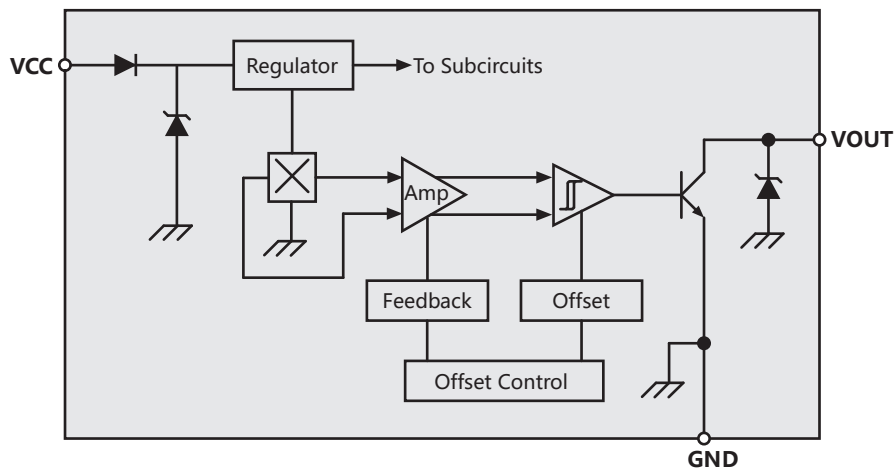 VCC
Regulator
To Subcircuits
VOUT
Amp
Feedback
Offset
Offset Control
GND